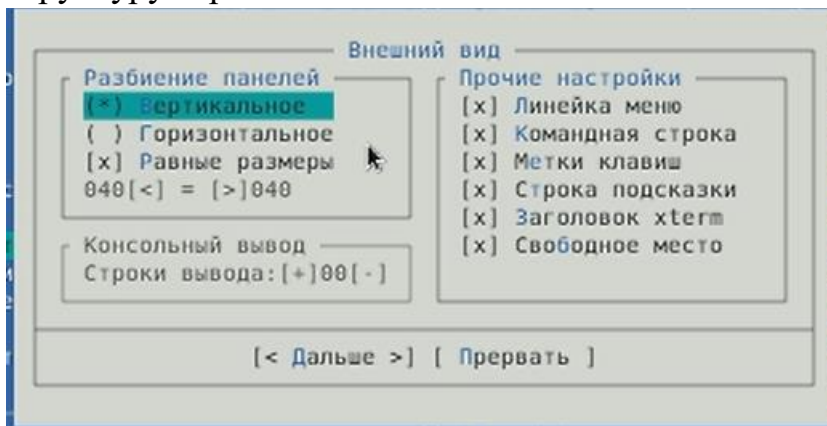 Внешний вид
Разбиение панелей
(*) Вертикальное
( ) Горизонтальное
[x] Равные размеры
040[<] = [>]040
Консольный вывод
Строки вывода:[+]00[-]
Прочие настройки
[x] Линейка меню
[x] Командная строка
[x] Метки клавиш
[x] Строка подсказки
[x] Заголовок xterm
[x] Свободное место
[< Дальше >] [ Прервать ]